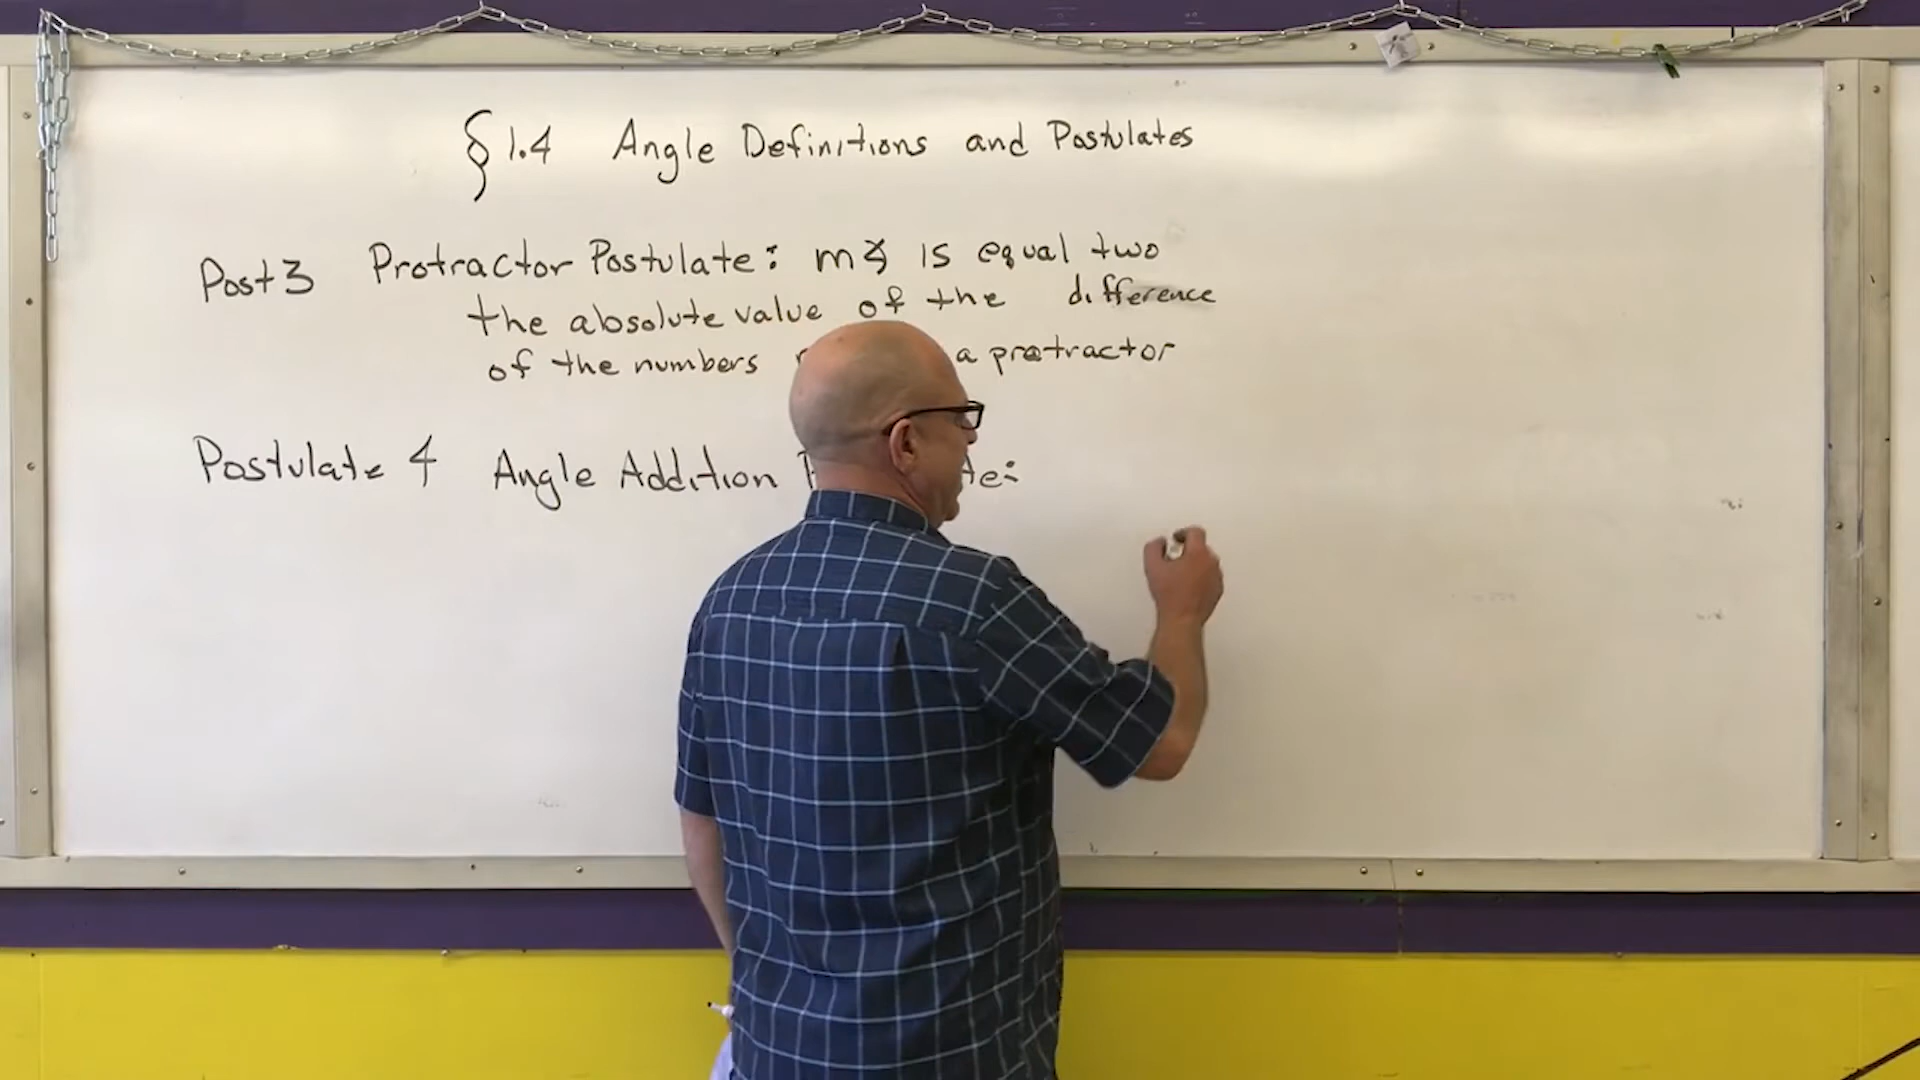 § 1.4 Angle Definitions and Postulates
Post 3 Protractor Postulate: m∡ is equal two
the absolute value of the difference
of the numbers a protractor
Postulate 4 Angle Addition